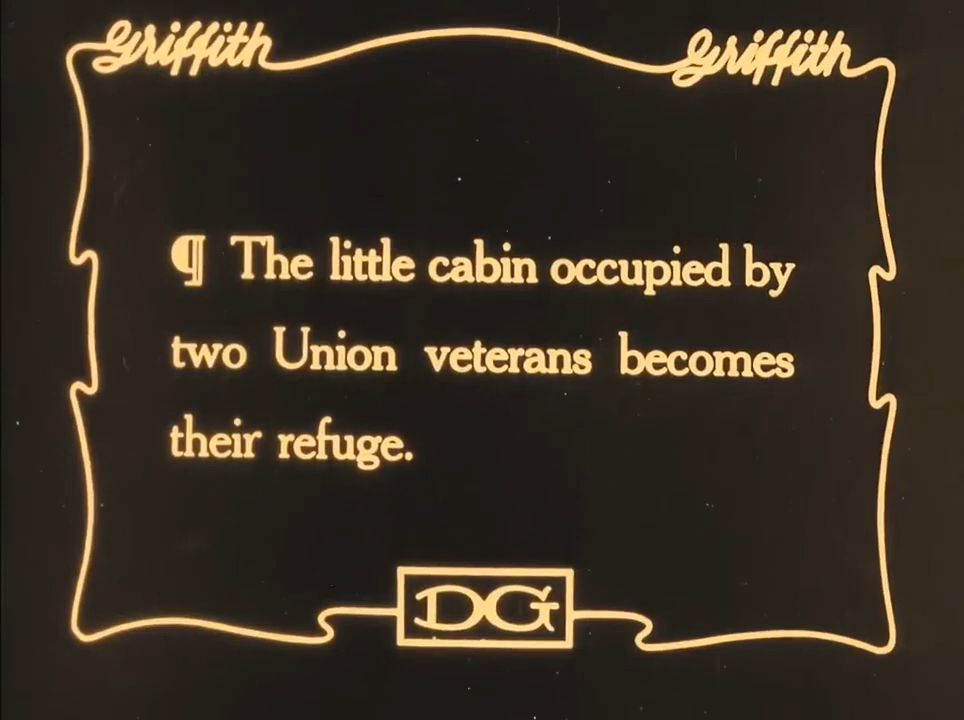 Griffith Griffith
¶ The little cabin occupied by
two Union veterans becomes
their refuge.
DG